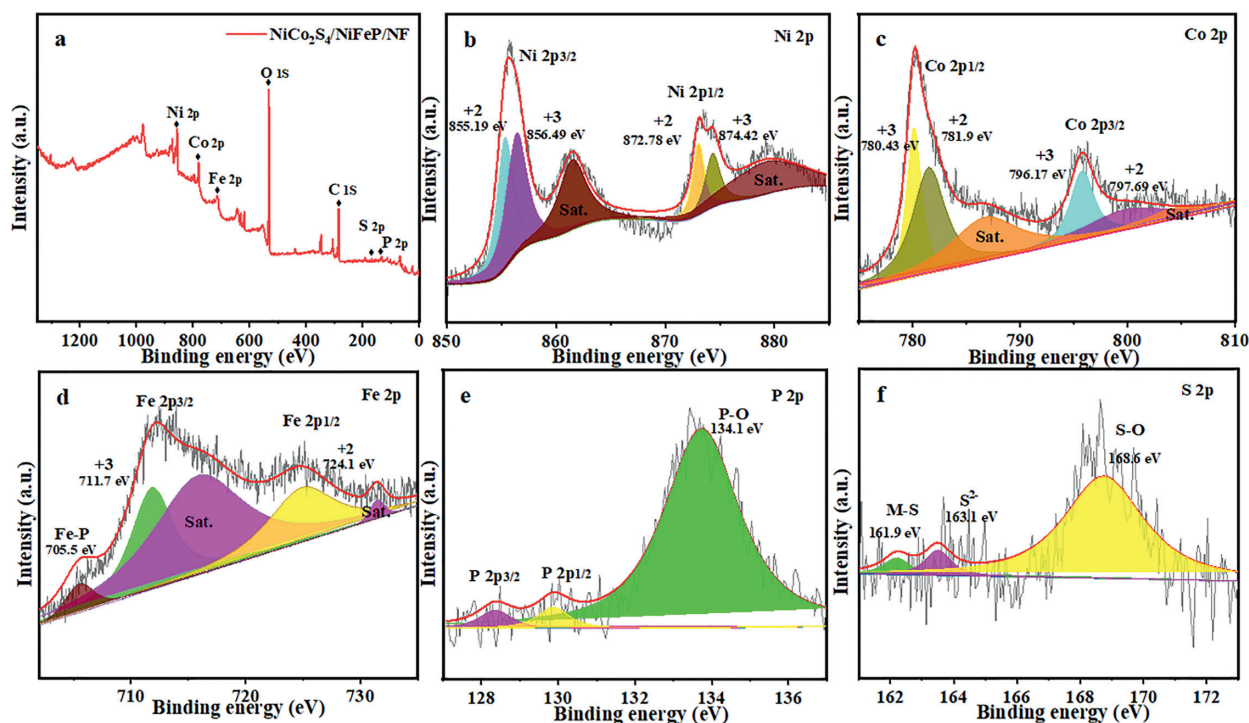 a
NiCo₂S₄/NiFeP/NF
O 1S
Ni 2p
Co 2p
Fe 2p
C 1S
S 2p
P 2p
Intensity (a.u.)
1200 1000 800 600 400 200 0
Binding energy (eV)
b
Ni 2p
Ni 2p3/2
+2
855.19 eV
+3
856.49 eV
Sat.
Ni 2p1/2
+2
872.78 eV
+3
874.42 eV
Sat.
Intensity (a.u.)
850 860 870 880
Binding energy (eV)
c
Co 2p
Co 2p1/2
+3
780.43 eV
+2
781.9 eV
Sat.
Co 2p3/2
+3
796.17 eV
+2
797.69 eV
Sat.
Intensity (a.u.)
780 790 800 810
Binding energy (eV)
d
Fe 2p
Fe 2p3/2
+3
711.7 eV
Fe-P
705.5 eV
Sat.
Fe 2p1/2
+2
724.1 eV
Sat.
Intensity (a.u.)
710 720 730
Binding energy (eV)
e
P 2p
P-O
134.1 eV
P 2p3/2
P 2p1/2
Intensity (a.u.)
128 130 132 134 136
Binding energy (eV)
f
S 2p
S-O
168.6 eV
M-S
161.9 eV
S²⁻
163.1 eV
Intensity (a.u.)
162 164 166 168 170 172
Binding energy (eV)